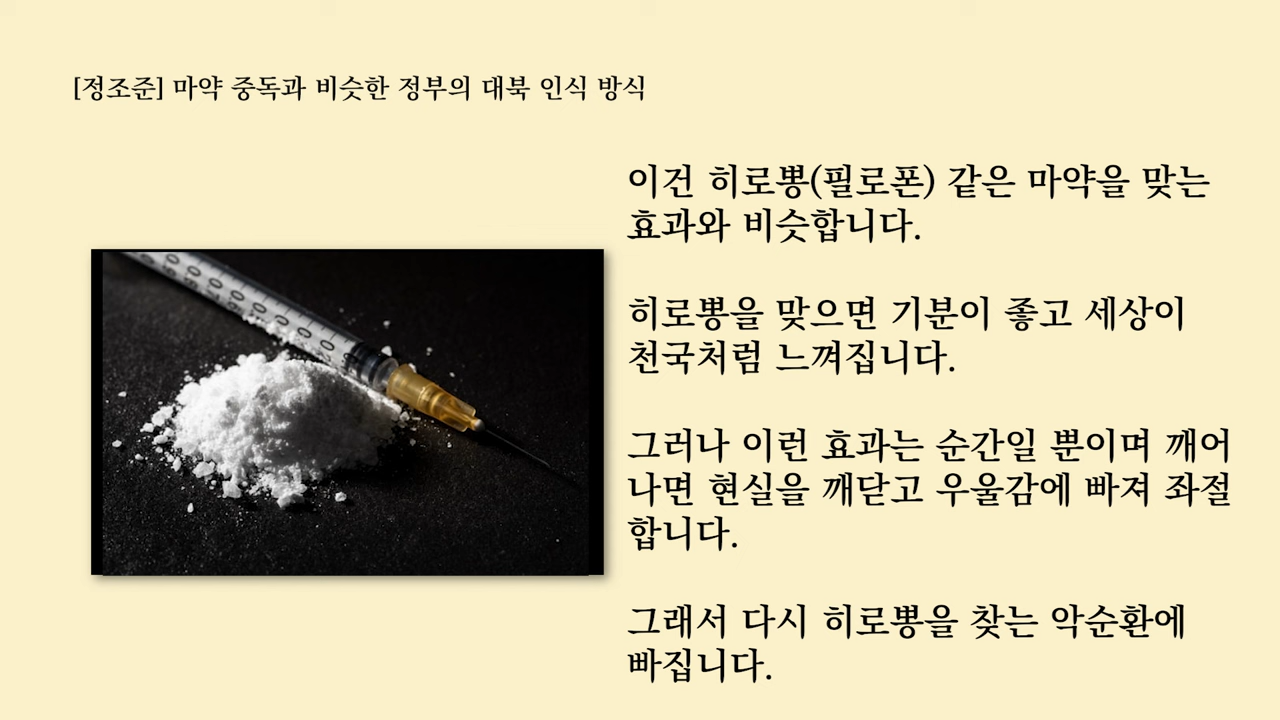 [정조준] 마약 중독과 비슷한 정부의 대북 인식 방식
이건 히로뽕(필로폰) 같은 마약을 맞는
효과와 비슷합니다.
히로뽕을 맞으면 기분이 좋고 세상이
천국처럼 느껴집니다.
그러나 이런 효과는 순간일 뿐이며 깨어
나면 현실을 깨닫고 우울감에 빠져 좌절
합니다.
그래서 다시 히로뽕을 찾는 악순환에
빠집니다.